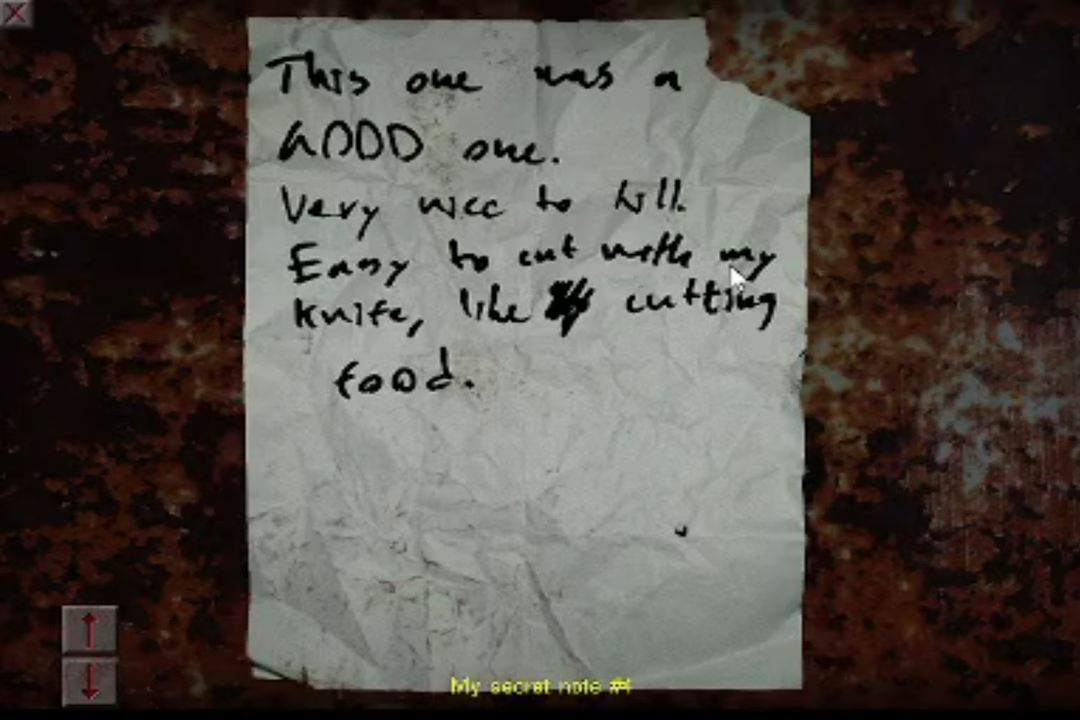 This one was a
GOOD one.
Very nice to kill.
Easy to cut with my
knife, like cutting
food.
My secret note #4